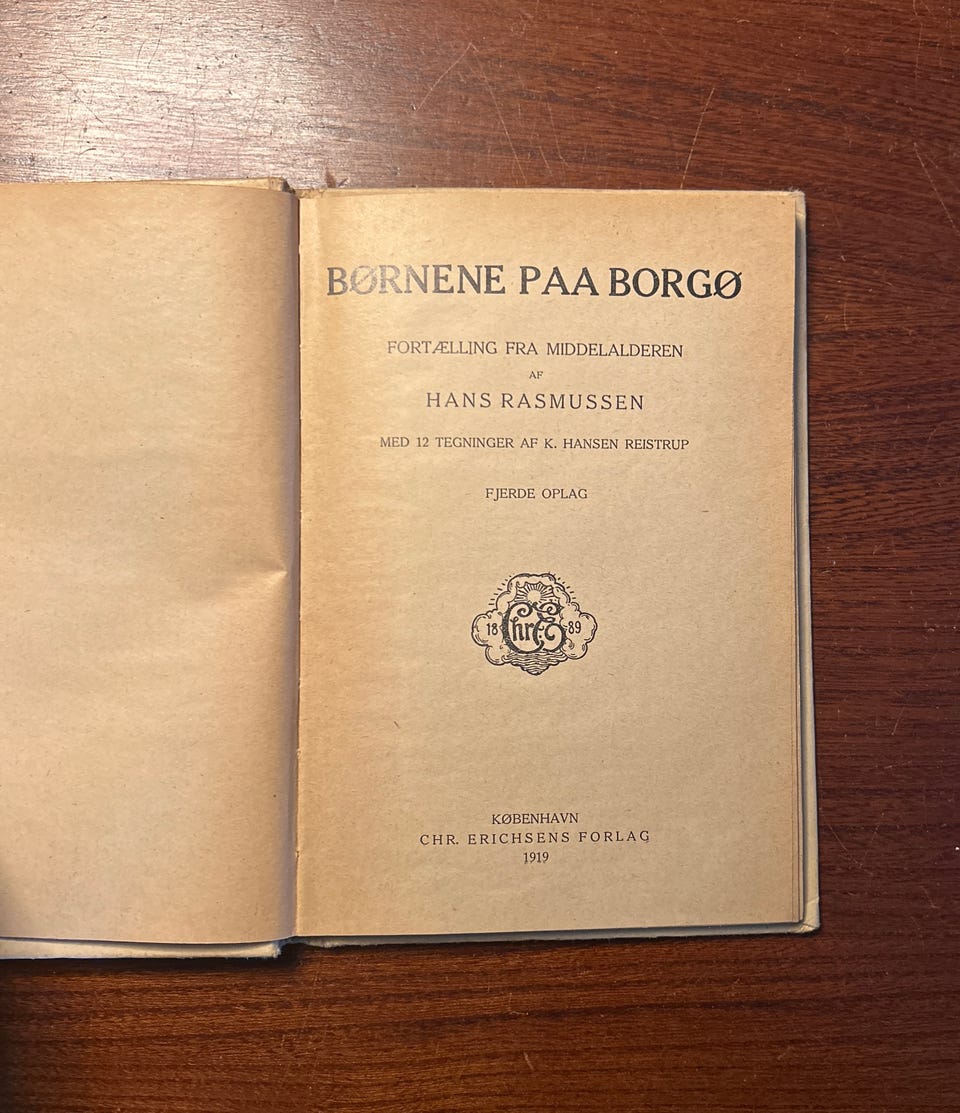 BØRNENE PAA BORGØ
FORTÆLLING FRA MIDDELALDEREN
AF
HANS RASMUSSEN
MED 12 TEGNINGER AF K. HANSEN REISTRUP
FJERDE OPLAG
18 Chr E 89
KØBENHAVN
CHR. ERICHSENS FORLAG
1919